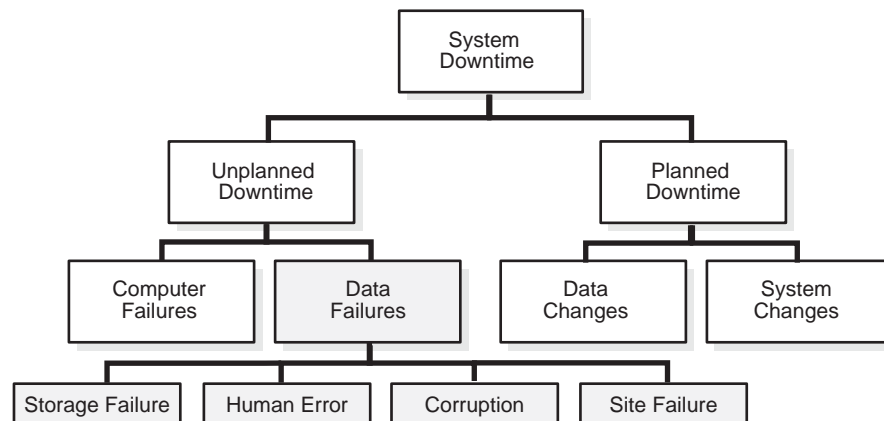 System
Downtime
Unplanned
Downtime
Planned
Downtime
Computer
Failures
Data
Failures
Data
Changes
System
Changes
Storage Failure
Human Error
Corruption
Site Failure